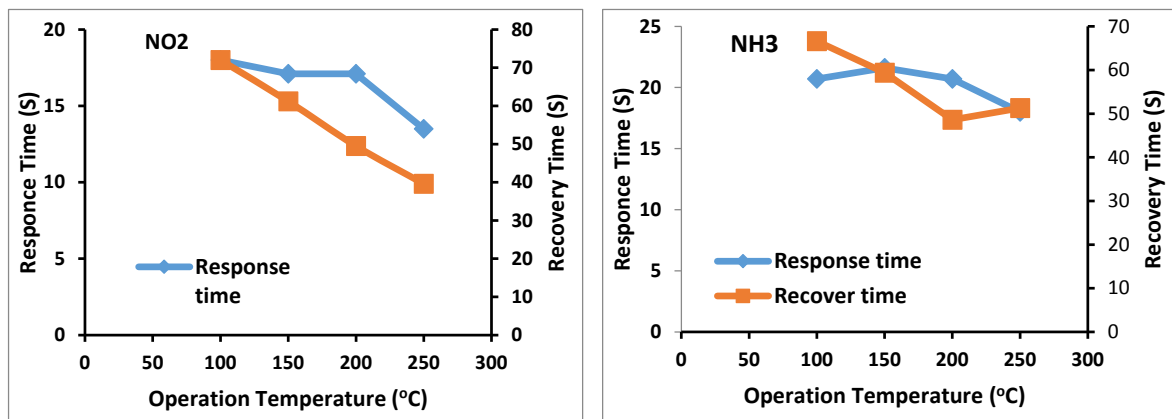 NO2
20
15
10
5
0
Responce Time (S)
80
70
60
50
40
30
20
10
0
Recovery Time (S)
Response
time
0 50 100 150 200 250 300
Operation Temperature (⁰C)
NH3
25
20
15
10
5
0
Responce Time (S)
70
60
50
40
30
20
10
0
Recovery Time (S)
Response time
Recover time
0 50 100 150 200 250 300
Operation Temperature (⁰C)